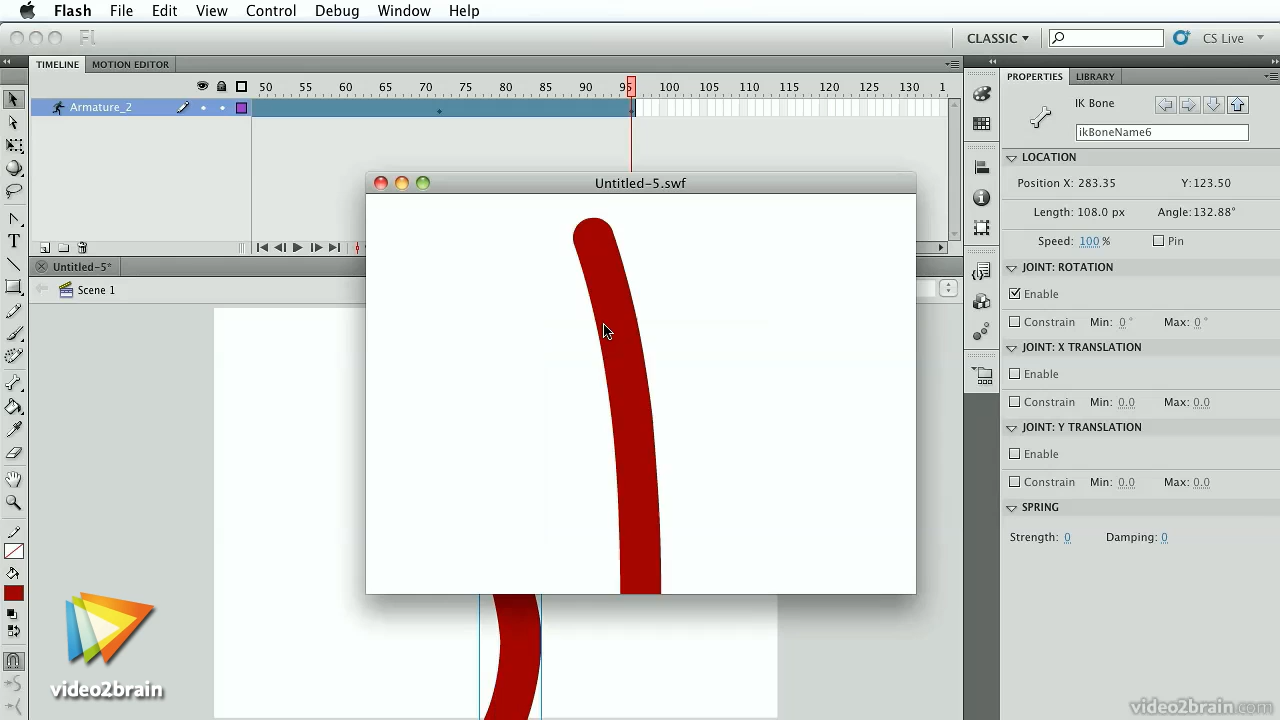 Flash File Edit View Control Debug Window Help
Fl CLASSIC CS Live
TIMELINE MOTION EDITOR
50 55 60 65 70 75 80 85 90 95 100 105 110 115 120 125 130 1
Armature_2
Untitled-5*
Scene 1
Untitled-5.swf
PROPERTIES LIBRARY
IK Bone
ikBoneName6
LOCATION
Position X: 283.35 Y: 123.50
Length: 108.0 px Angle: 132.88°
Speed: 100 % Pin
JOINT: ROTATION
Enable
Constrain Min: 0 ° Max: 0 °
JOINT: X TRANSLATION
Enable
Constrain Min: 0.0 Max: 0.0
JOINT: Y TRANSLATION
Enable
Constrain Min: 0.0 Max: 0.0
SPRING
Strength: 0 Damping: 0
T
video2brain
video2brain.com